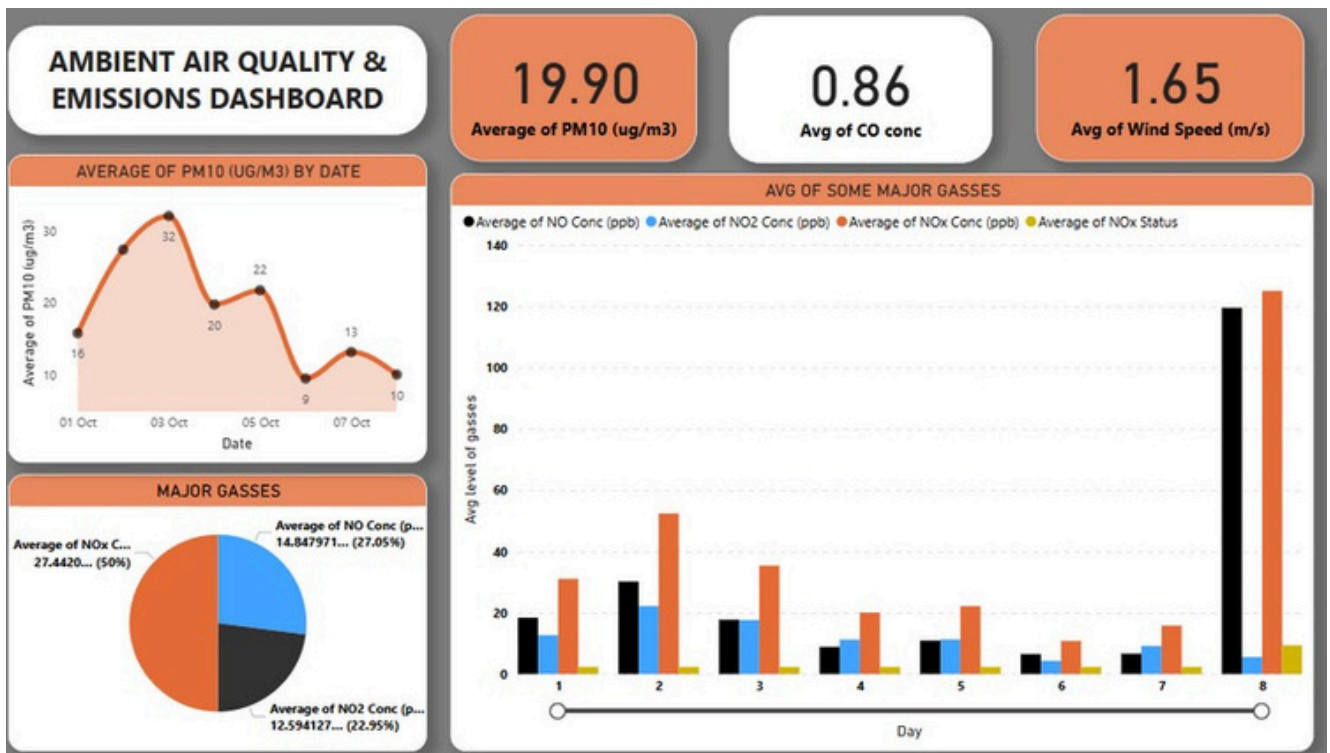 AMBIENT AIR QUALITY &
EMISSIONS DASHBOARD
19.90
Average of PM10 (ug/m3)
0.86
Avg of CO conc
1.65
Avg of Wind Speed (m/s)
AVERAGE OF PM10 (UG/M3) BY DATE
Average of PM10 (ug/m3)
30
20
10
16
32
20
22
9
13
10
01 Oct
03 Oct
05 Oct
07 Oct
Date
MAJOR GASSES
Average of NO Conc (p...
14.847971... (27.05%)
Average of NOx C...
27.4420... (50%)
Average of NO2 Conc (p...
12.594127... (22.95%)
AVG OF SOME MAJOR GASSES
Average of NO Conc (ppb) Average of NO2 Conc (ppb) Average of NOx Conc (ppb) Average of NOx Status
Avg level of gasses
140
120
100
80
60
40
20
0
1 2 3 4 5 6 7 8
Day